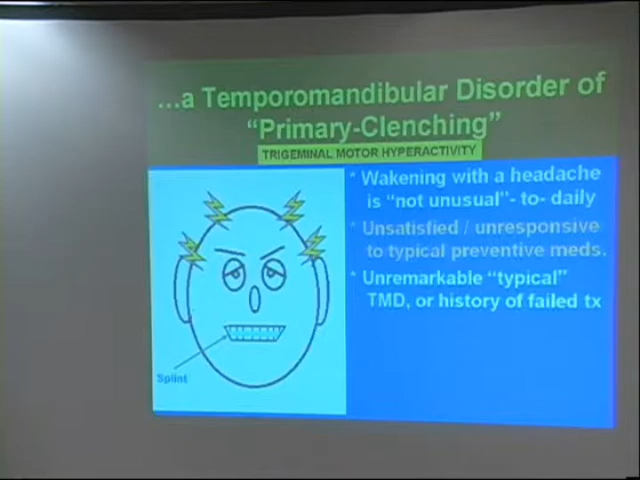 …a Temporomandibular Disorder of
“Primary-Clenching”
TRIGEMINAL MOTOR HYPERACTIVITY
* Wakening with a headache
is “not unusual”- to- daily
* Unsatisfied / unresponsive
to typical preventive meds.
* Unremarkable “typical”
TMD, or history of failed tx
Splint